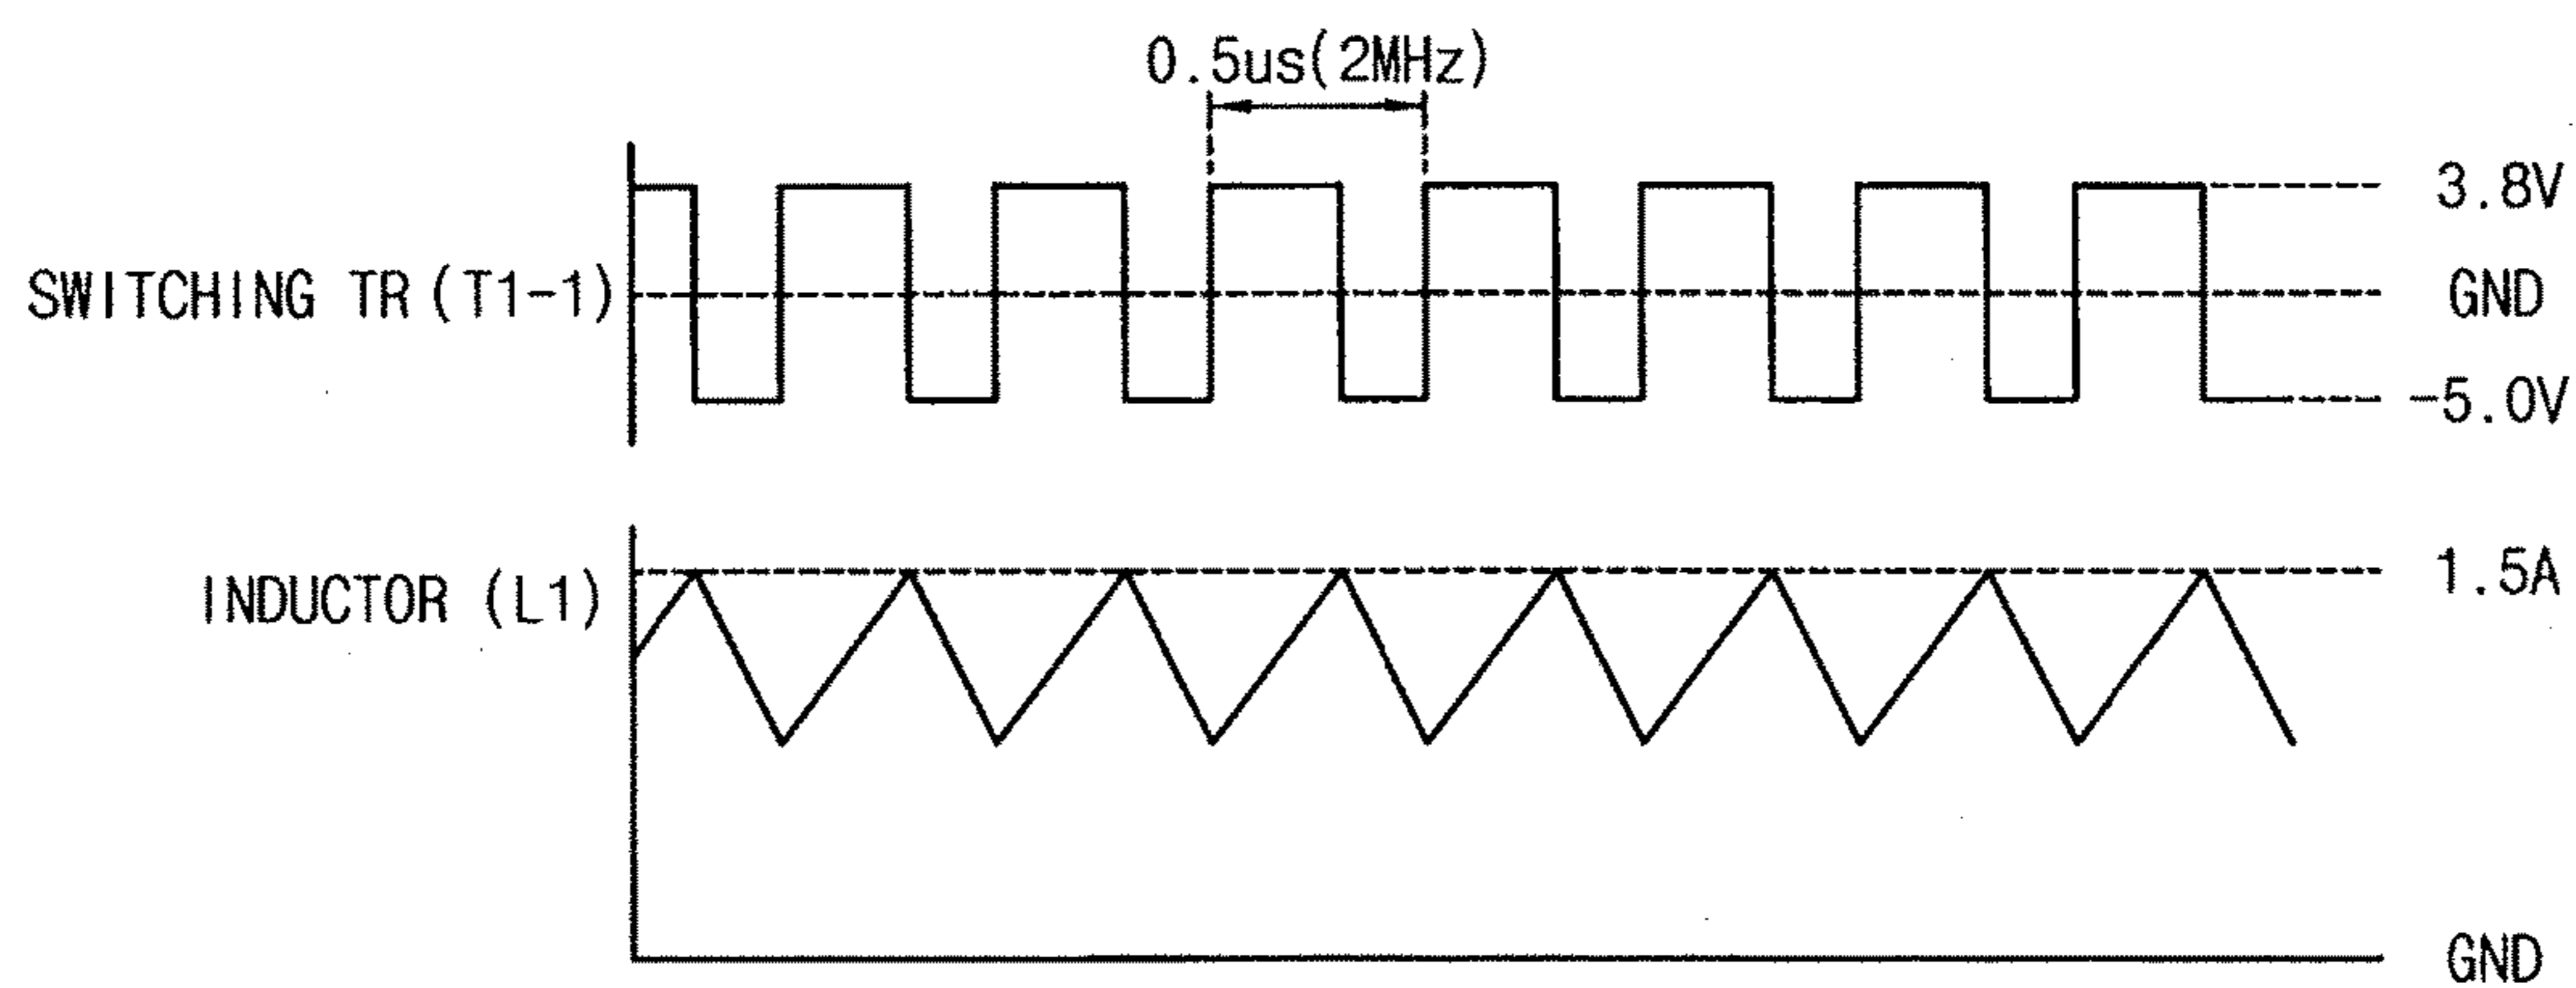 0.5us(2MHz)
3.8V
SWITCHING TR(T1-1)
GND
-5.0V
INDUCTOR (L1)
1.5A
GND